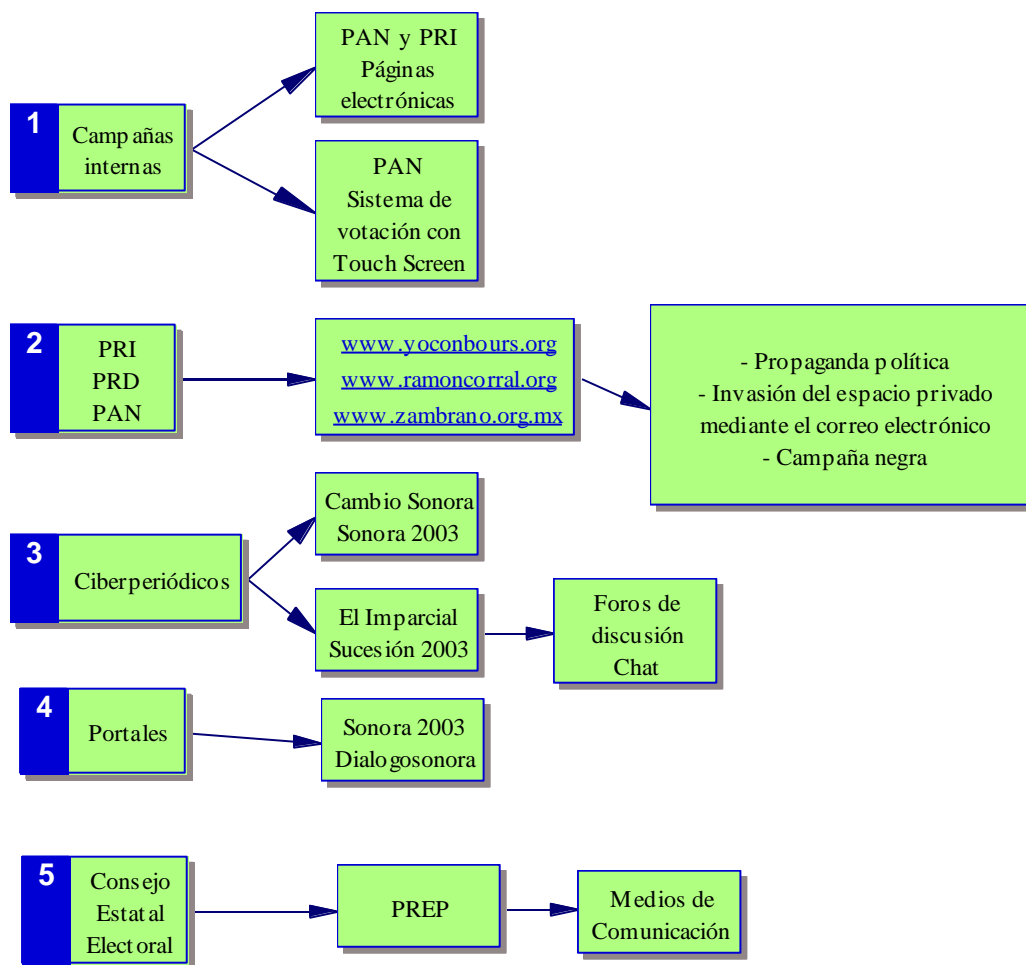 1
Campañas
internas
PAN y PRI
Páginas
electrónicas
PAN
Sistema de
votación con
Touch Screen
2
PRI
PRD
PAN
www.yoconbours.org
www.ramoncorral.org
www.zambrano.org.mx
- Propaganda política
- Invasión del espacio privado
mediante el correo electrónico
- Campaña negra
3
Ciberperiódicos
Cambio Sonora
Sonora 2003
El Imparcial
Sucesión 2003
Foros de
discusión
Chat
4
Portales
Sonora 2003
Dialogosonora
5
Consejo
Estatal
Electoral
PREP
Medios de
Comunicación